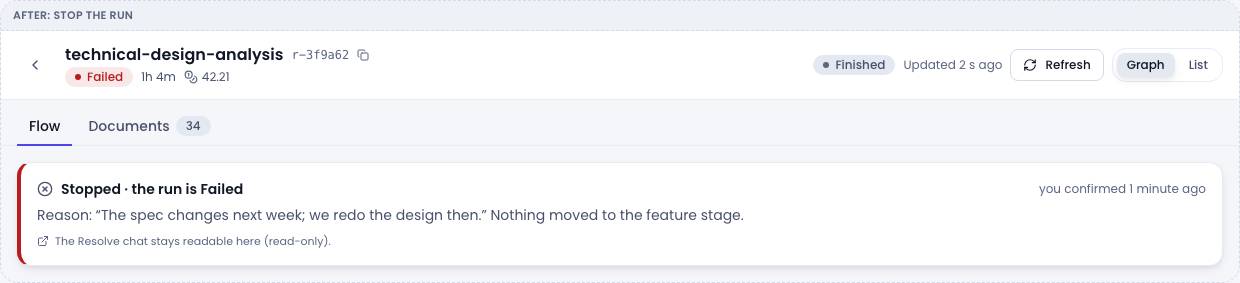 AFTER: STOP THE RUN
technical-design-analysis r–3f9a62
Failed 1h 4m 42.21
Finished Updated 2 s ago Refresh Graph List
Flow Documents 34
Stopped · the run is Failed you confirmed 1 minute ago
Reason: “The spec changes next week; we redo the design then.” Nothing moved to the feature stage.
The Resolve chat stays readable here (read-only).